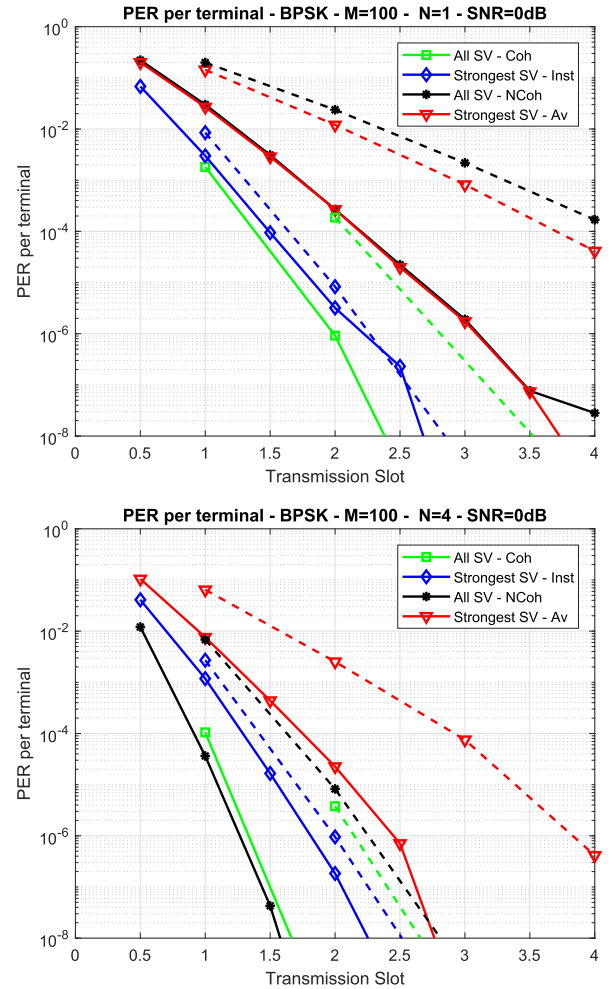 PER per terminal - BPSK - M=100 - N=1 - SNR=0dB
10^0
10^-2
10^-4
10^-6
10^-8
PER per terminal
All SV - Coh
Strongest SV - Inst
All SV - NCoh
Strongest SV - Av
0 0.5 1 1.5 2 2.5 3 3.5 4
Transmission Slot
PER per terminal - BPSK - M=100 - N=4 - SNR=0dB
10^0
10^-2
10^-4
10^-6
10^-8
PER per terminal
All SV - Coh
Strongest SV - Inst
All SV - NCoh
Strongest SV - Av
0 0.5 1 1.5 2 2.5 3 3.5 4
Transmission Slot